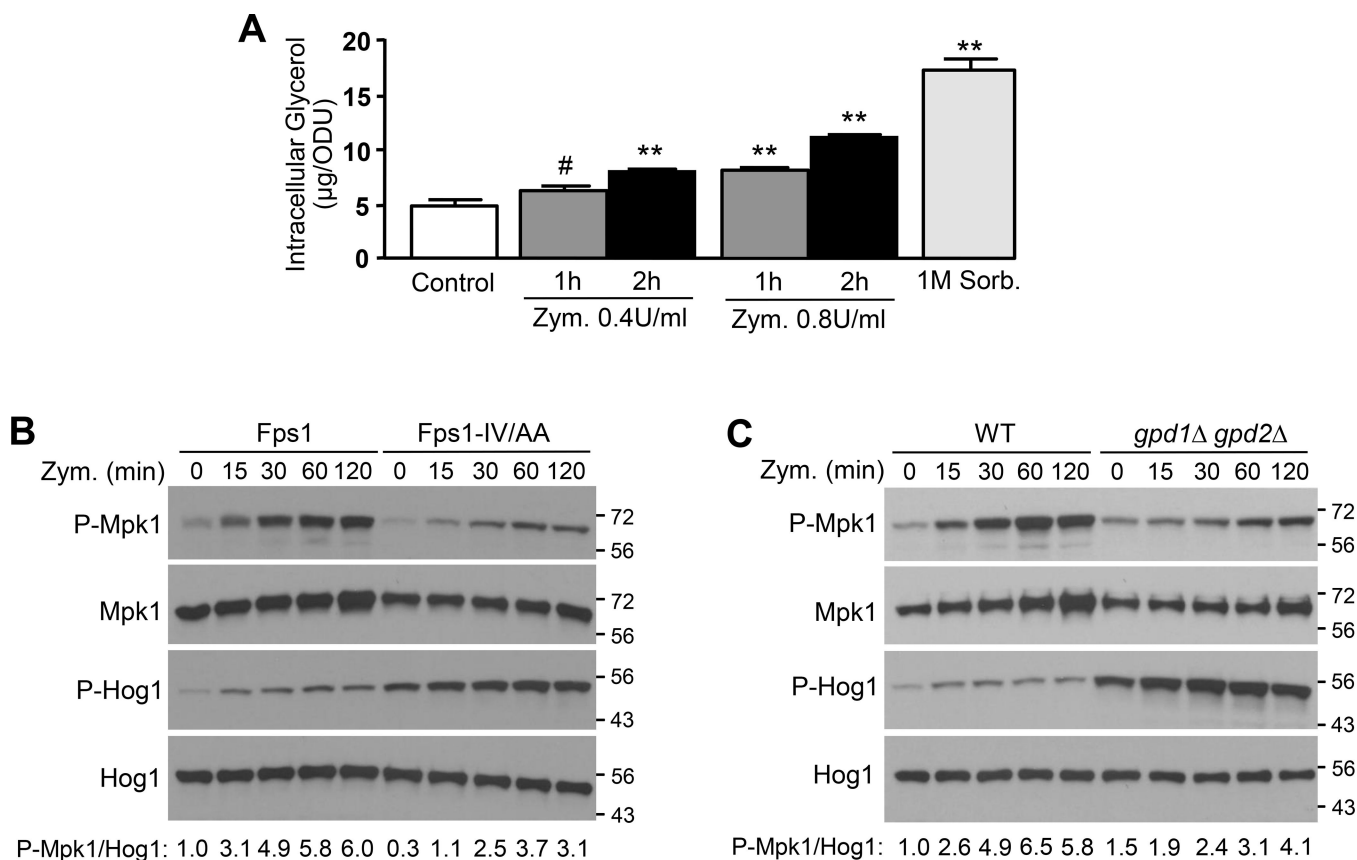 A
Intracellular Glycerol
(µg/ODU)
20
15
10
5
0
#
**
**
**
**
Control
1h
2h
1h
2h
1M Sorb.
Zym. 0.4U/ml
Zym. 0.8U/ml
B
Fps1
Fps1-IV/AA
Zym. (min) 0 15 30 60 120 0 15 30 60 120
P-Mpk1
72
56
Mpk1
72
56
P-Hog1
56
43
Hog1
56
43
P-Mpk1/Hog1: 1.0 3.1 4.9 5.8 6.0 0.3 1.1 2.5 3.7 3.1
C
WT
gpd1Δ gpd2Δ
Zym. (min) 0 15 30 60 120 0 15 30 60 120
P-Mpk1
72
56
Mpk1
72
56
P-Hog1
56
43
Hog1
56
43
P-Mpk1/Hog1: 1.0 2.6 4.9 6.5 5.8 1.5 1.9 2.4 3.1 4.1